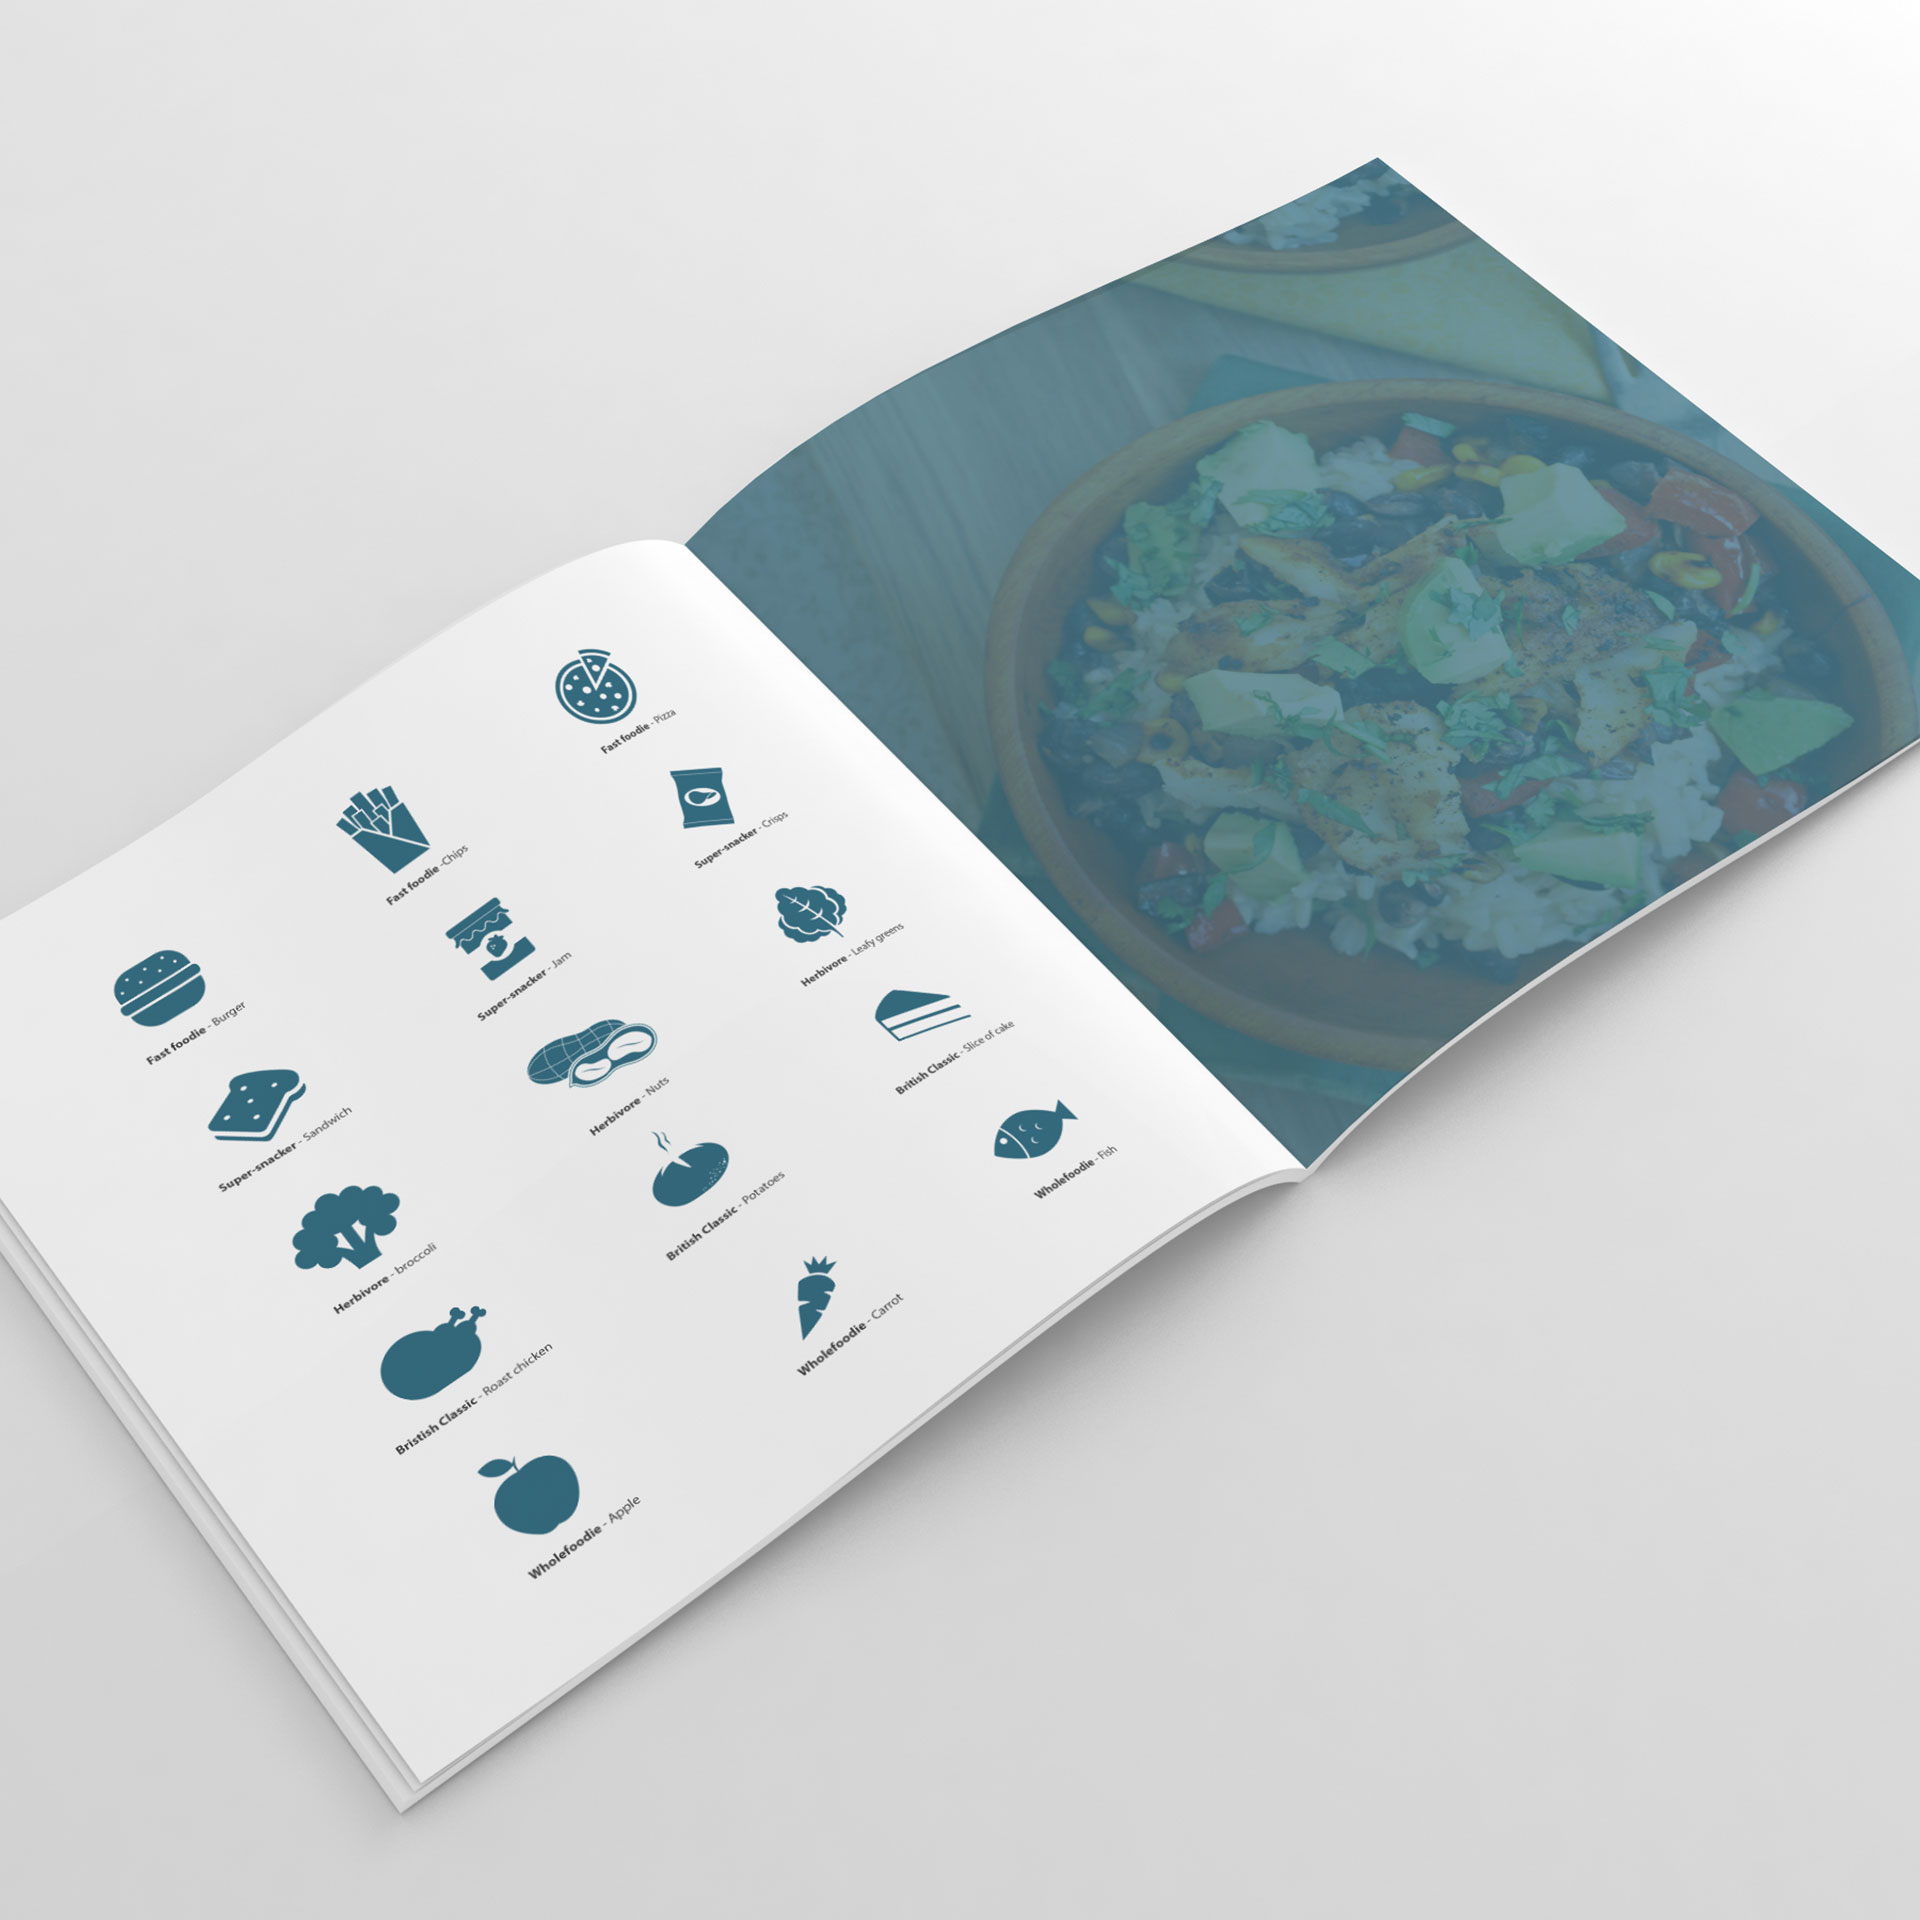 Fast foodie - Burger
Fast foodie -Chips
Fast foodie - Pizza
Super-snacker - Sandwich
Super-snacker - Jam
Super-snacker - Crisps
Herbivore - broccoli
Herbivore - Nuts
Herbivore - Leafy greens
Bristish Classic - Roast chicken
British Classic - Potatoes
British Classic - Slice of cake
Wholefoodie - Apple
Wholefoodie - Carrot
Wholefoodie - Fish